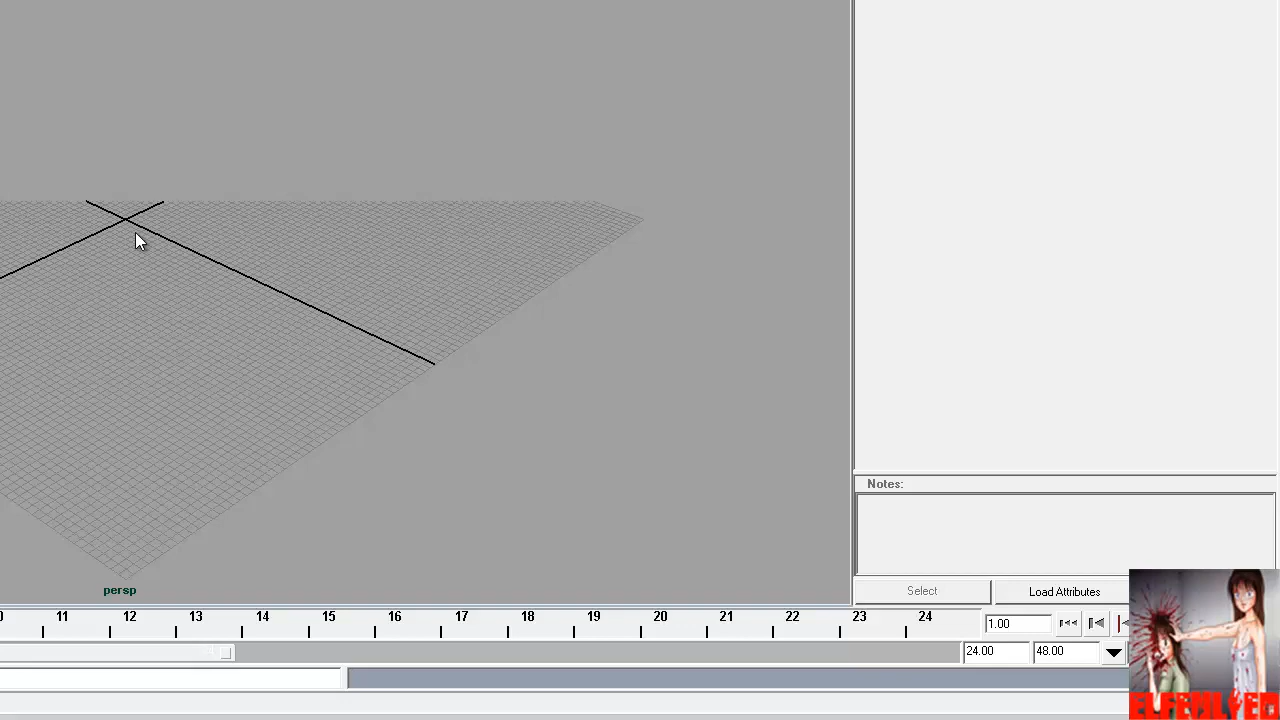 Notes:
persp
Select
Load Attributes
11 12 13 14 15 16 17 18 19 20 21 22 23 24
1.00
24.00
48.00